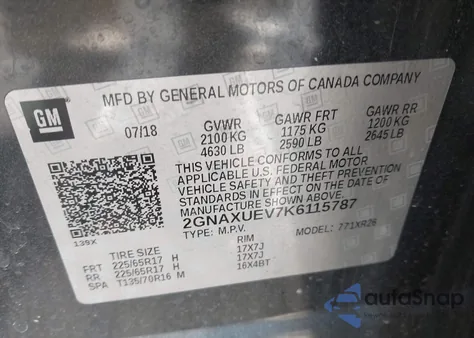 MFD BY GENERAL MOTORS OF CANADA COMPANY
GM
07/18
GVWR GAWR FRT GAWR RR
2100 KG 1175 KG 1200 KG
4630 LB 2590 LB 2645 LB
THIS VEHICLE CONFORMS TO ALL
APPLICABLE U.S. FEDERAL MOTOR
VEHICLE SAFETY AND THEFT PREVENTION
STANDARDS IN EFFECT ON THE DATE OF
MANUFACTURE SHOWN ABOVE.
2GNAXUEV7K6115787
TYPE: M.P.V. MODEL: 771XR26
139X
TIRE SIZE RIM
FRT 225/65R17 H 17X7J
RR 225/65R17 H 17X7J
SPA T135/70R16 M 16X4BT
autoSnap